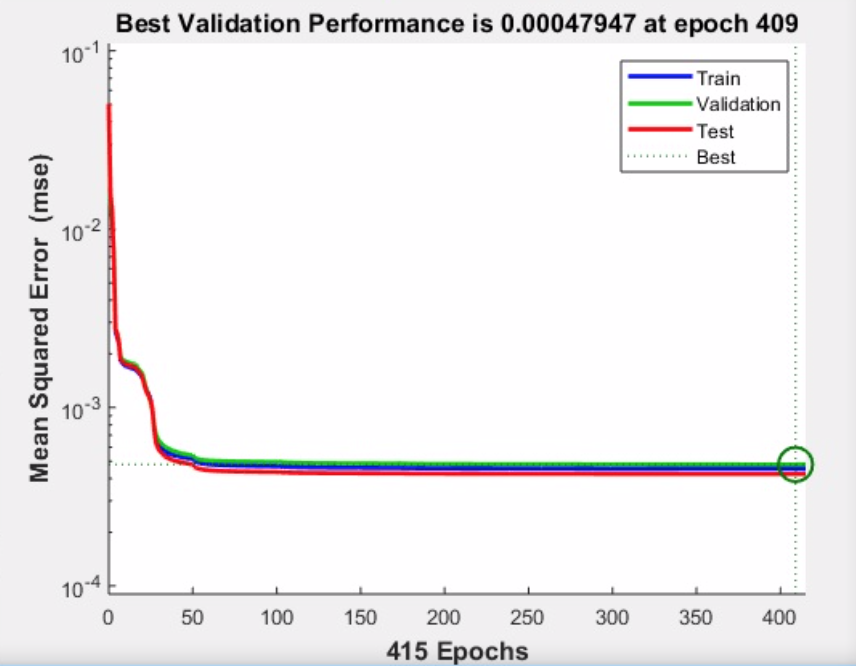 Best Validation Performance is 0.00047947 at epoch 409
Mean Squared Error (mse)
10-1
10-2
10-3
10-4
Train
Validation
Test
Best
0 50 100 150 200 250 300 350 400
415 Epochs